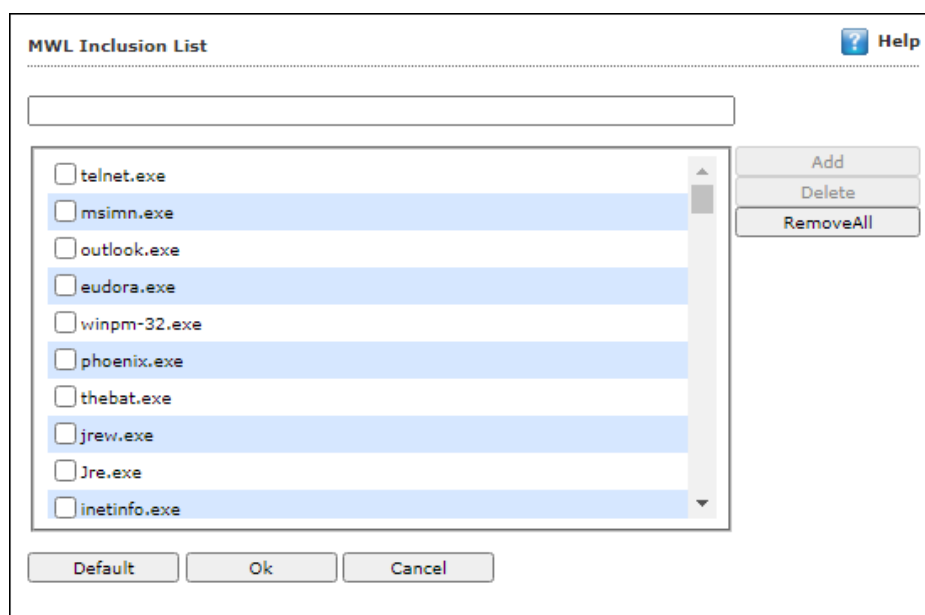 MWL Inclusion List
? Help
telnet.exe
Add
msimn.exe
Delete
outlook.exe
RemoveAll
eudora.exe
winpm-32.exe
phoenix.exe
thebat.exe
jrew.exe
Jre.exe
inetinfo.exe
Default Ok Cancel